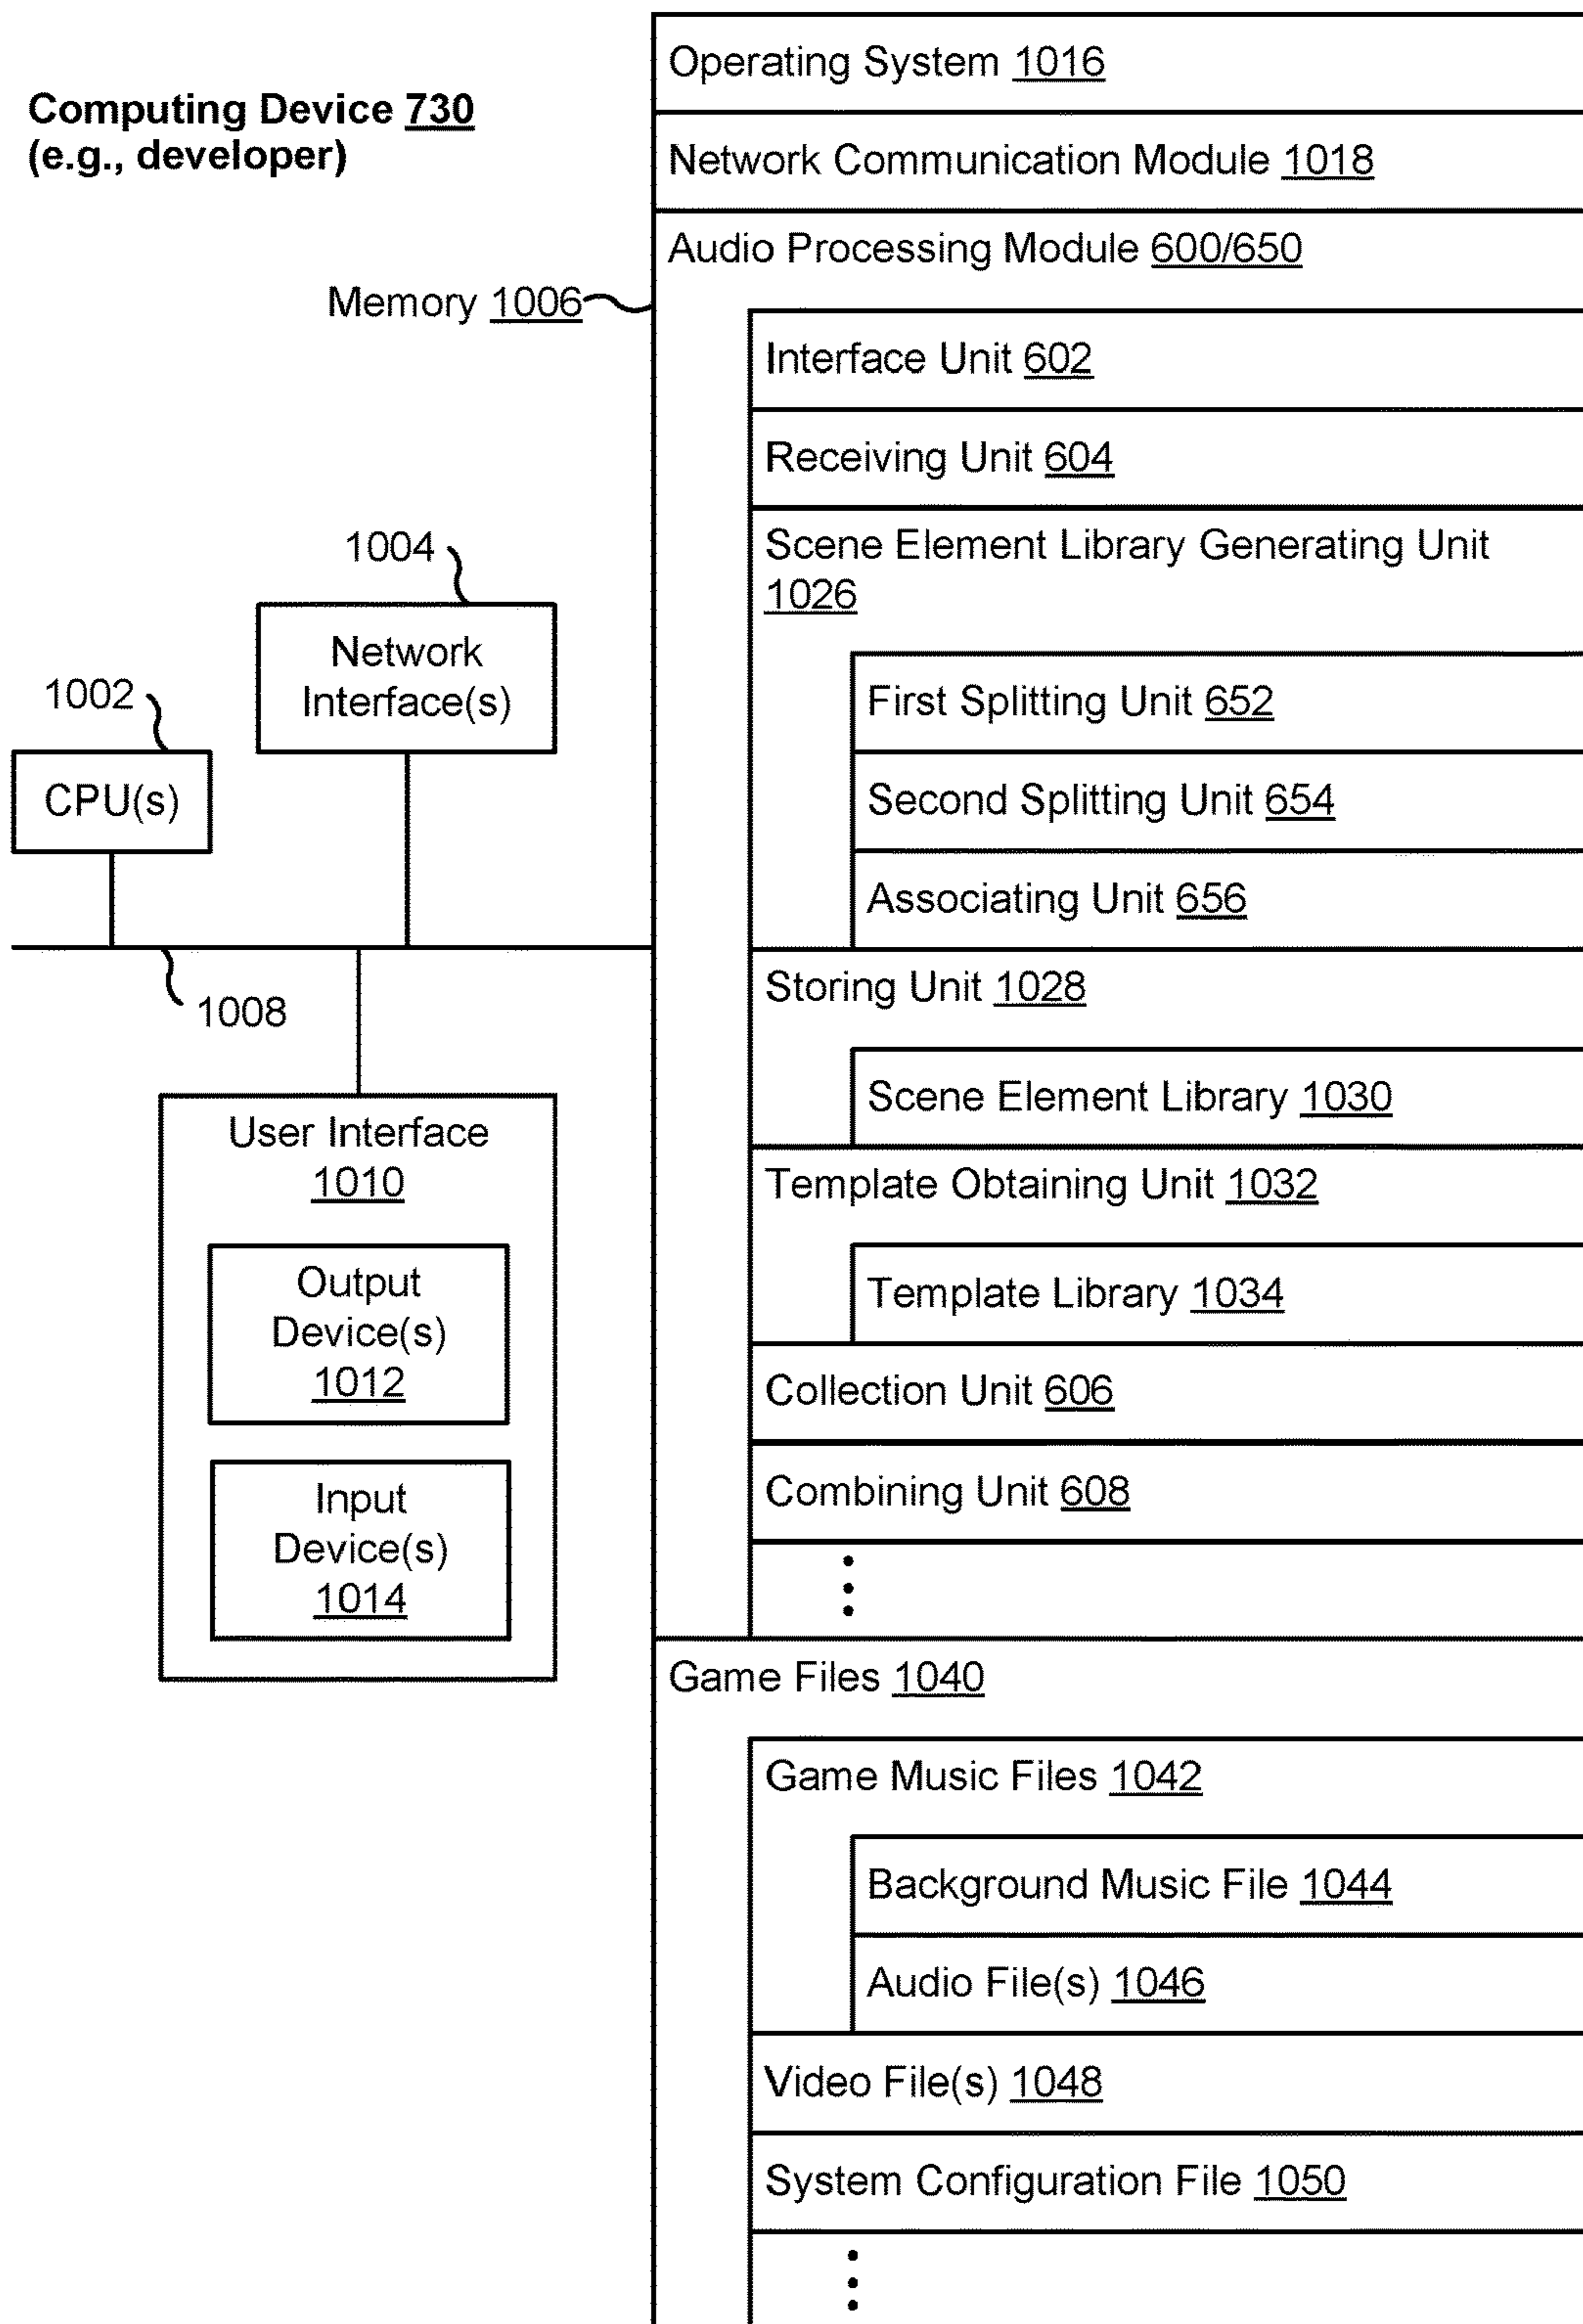 Computing Device 730
(e.g., developer)
Memory 1006
1004
Network
Interface(s)
1002
CPU(s)
1008
User Interface
1010
Output
Device(s)
1012
Input
Device(s)
1014
Operating System 1016
Network Communication Module 1018
Audio Processing Module 600/650
Interface Unit 602
Receiving Unit 604
Scene Element Library Generating Unit
1026
First Splitting Unit 652
Second Splitting Unit 654
Associating Unit 656
Storing Unit 1028
Scene Element Library 1030
Template Obtaining Unit 1032
Template Library 1034
Collection Unit 606
Combining Unit 608
Game Files 1040
Game Music Files 1042
Background Music File 1044
Audio File(s) 1046
Video File(s) 1048
System Configuration File 1050